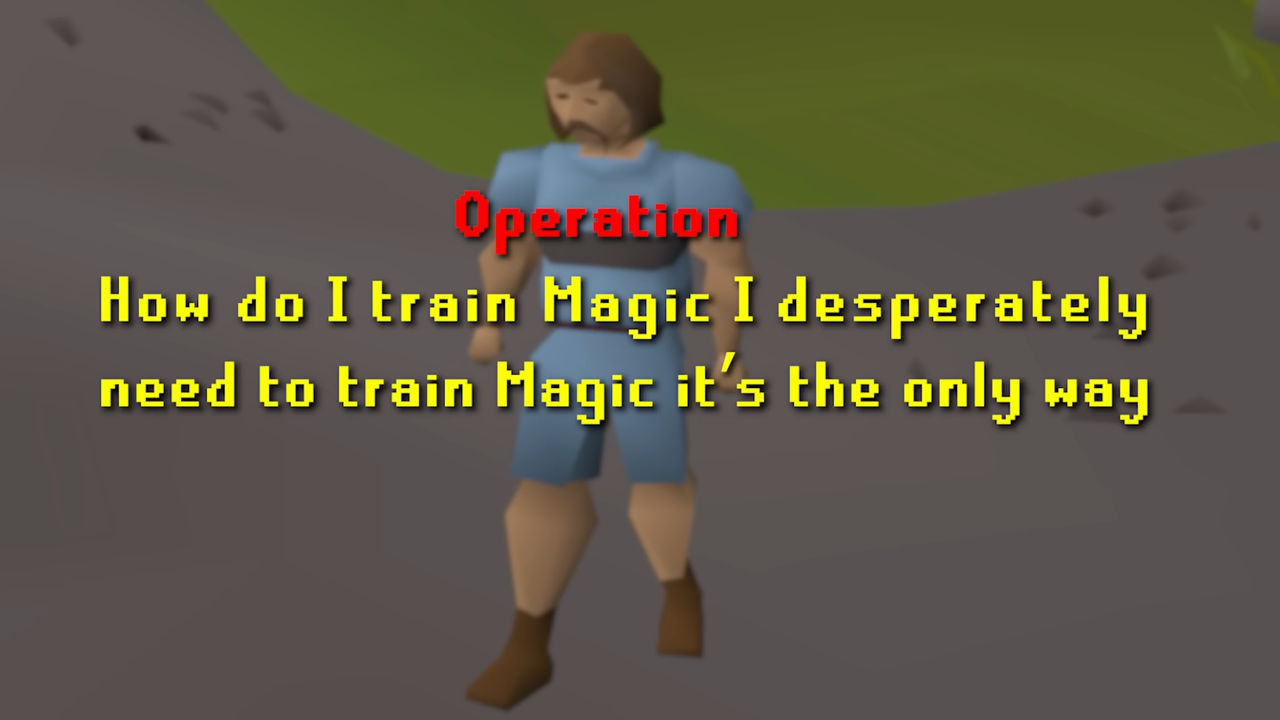 Operation
How do I train Magic I desperately
need to train Magic it's the only way